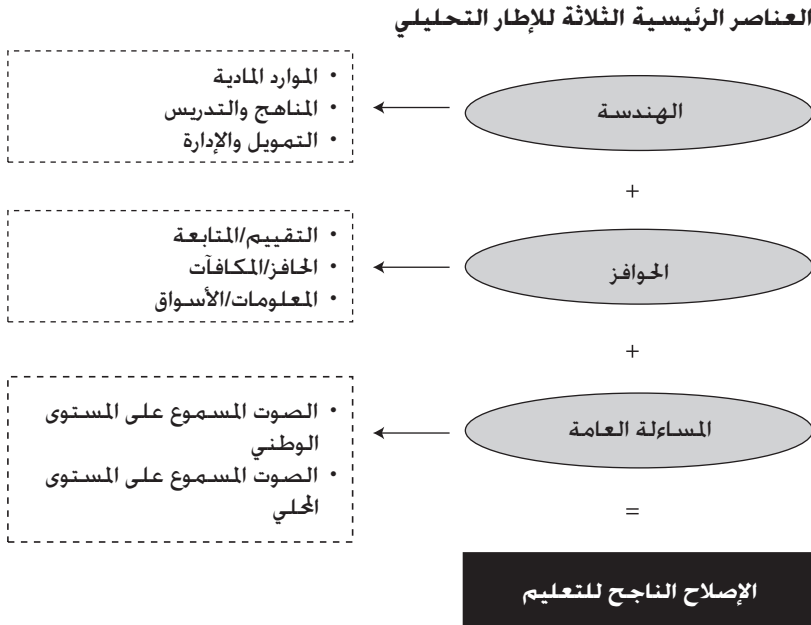 العناصر الرئيسية الثلاثة للإطار التحليلي
الهندسة
• الموارد المادية
• المناهج والتدريس
• التمويل والإدارة
+
الحوافز
• التقييم/المتابعة
• الحافز/المكافآت
• المعلومات/الأسواق
+
المساءلة العامة
• الصوت المسموع على المستوى
الوطني
• الصوت المسموع على المستوى
المحلي
=
الإصلاح الناجح للتعليم